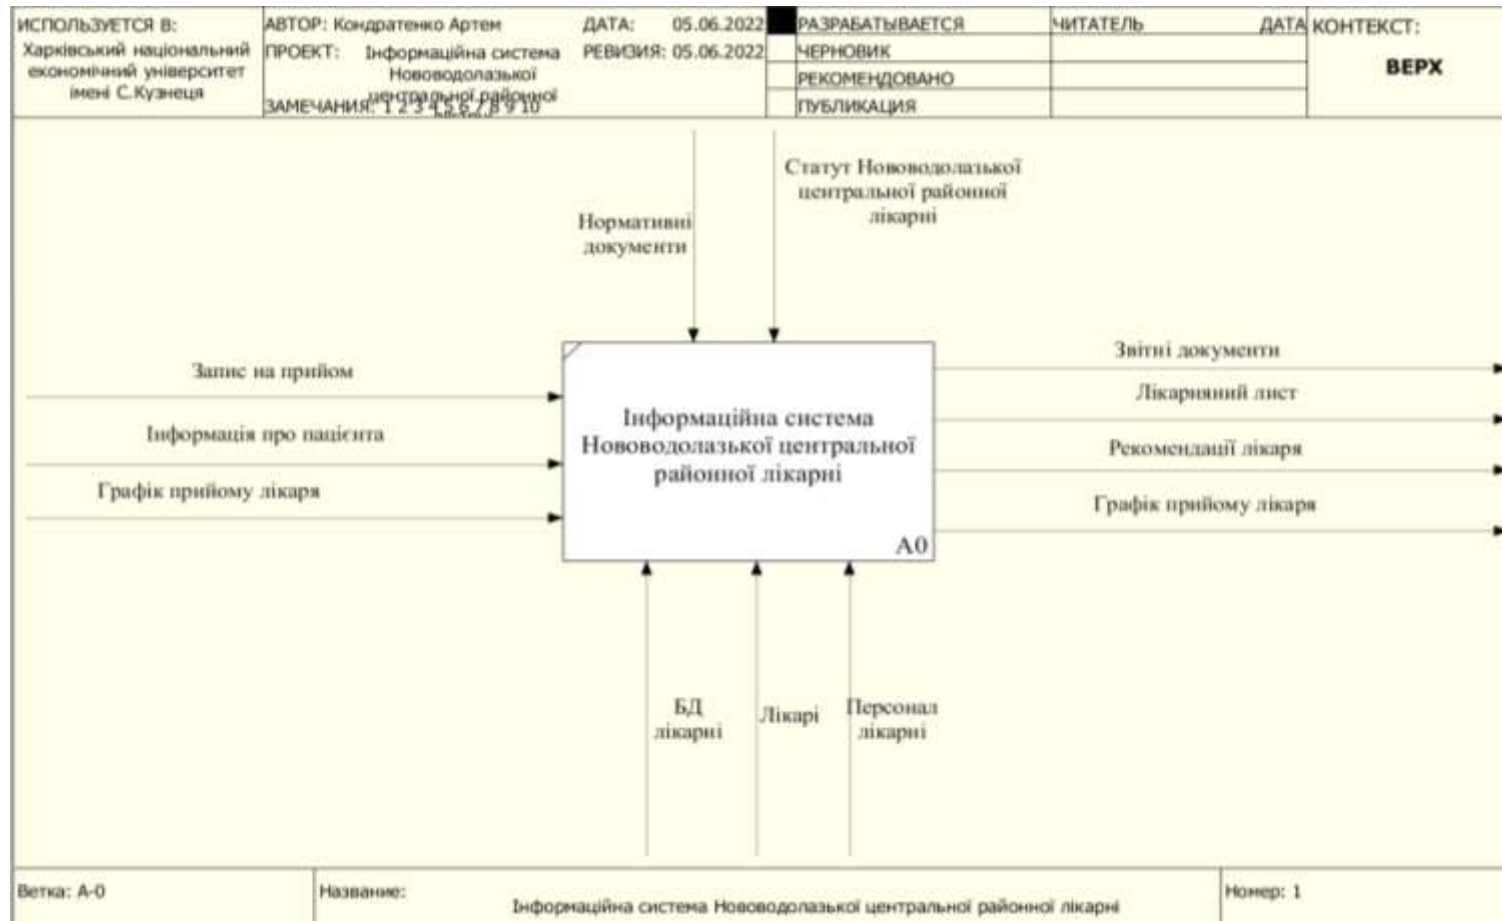 ИСПОЛЬЗУЕТСЯ В:
Харківський національний
економічний університет
імені С.Кузнеця
АВТОР: Кондратенко Артем
ПРОЕКТ: Інформаційна система
Нововодолазької
центральної районної
ЗАМЕЧАНИЯ: 1 2 3 4 5 6 7 8 9 10
ДАТА: 05.06.2022
РЕВИЗИЯ: 05.06.2022
РАЗРАБАТЫВАЕТСЯ
ЧЕРНОВИК
РЕКОМЕНДОВАНО
ПУБЛИКАЦИЯ
ЧИТАТЕЛЬ ДАТА
КОНТЕКСТ:
ВЕРХ
Статут Нововодолазької
центральної районної
лікарні
Нормативні
документи
Запис на прийом
Інформація про пацієнта
Графік прийому лікаря
Інформаційна система
Нововодолазької центральної
районної лікарні
A0
Звітні документи
Лікарняний лист
Рекомендації лікаря
Графік прийому лікаря
БД
лікарні
Лікарі
Персонал
лікарні
Ветка: A-0
Название:
Інформаційна система Нововодолазької центральної районної лікарні
Номер: 1